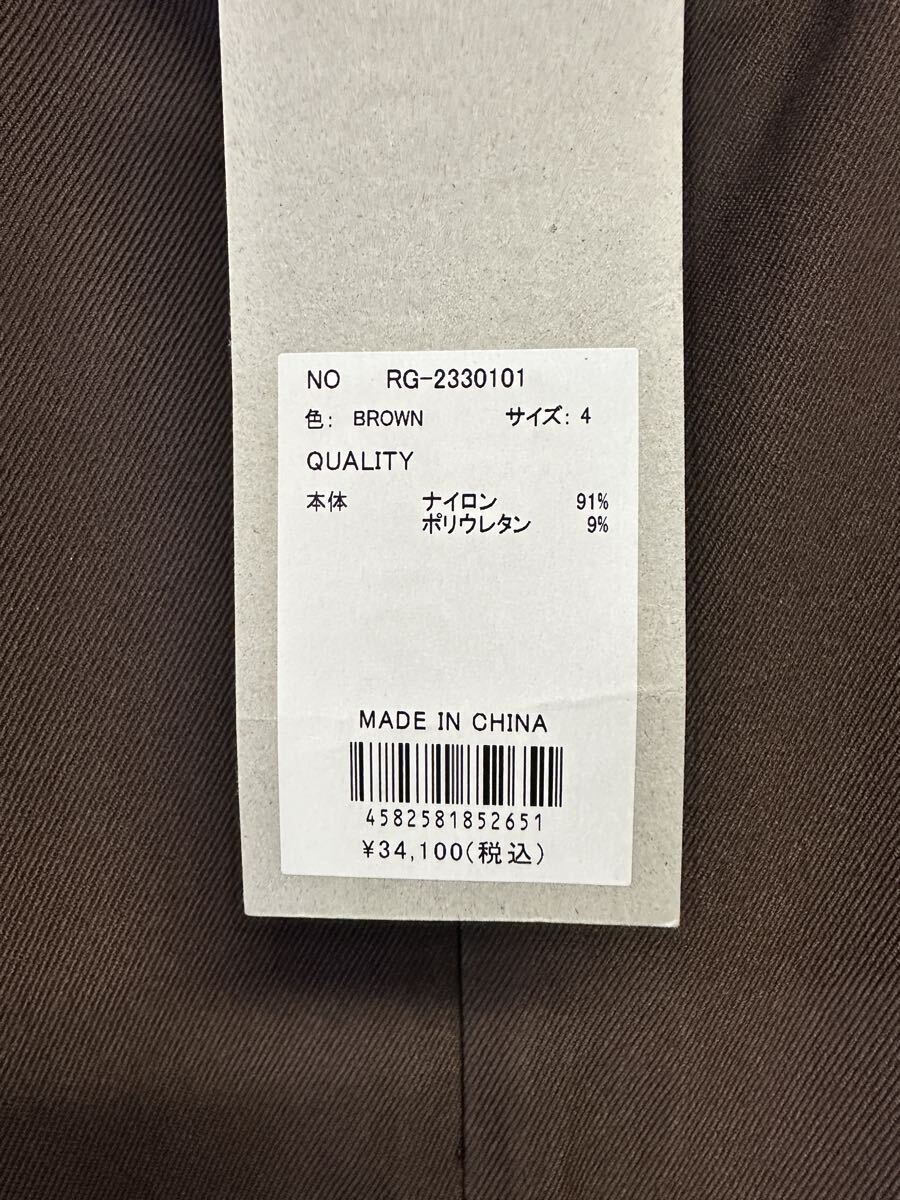 NO RG-2330101
色: BROWN サイズ: 4
QUALITY
本体 ナイロン 91%
ポリウレタン 9%
MADE IN CHINA
4582581852651
¥34,100(税込)